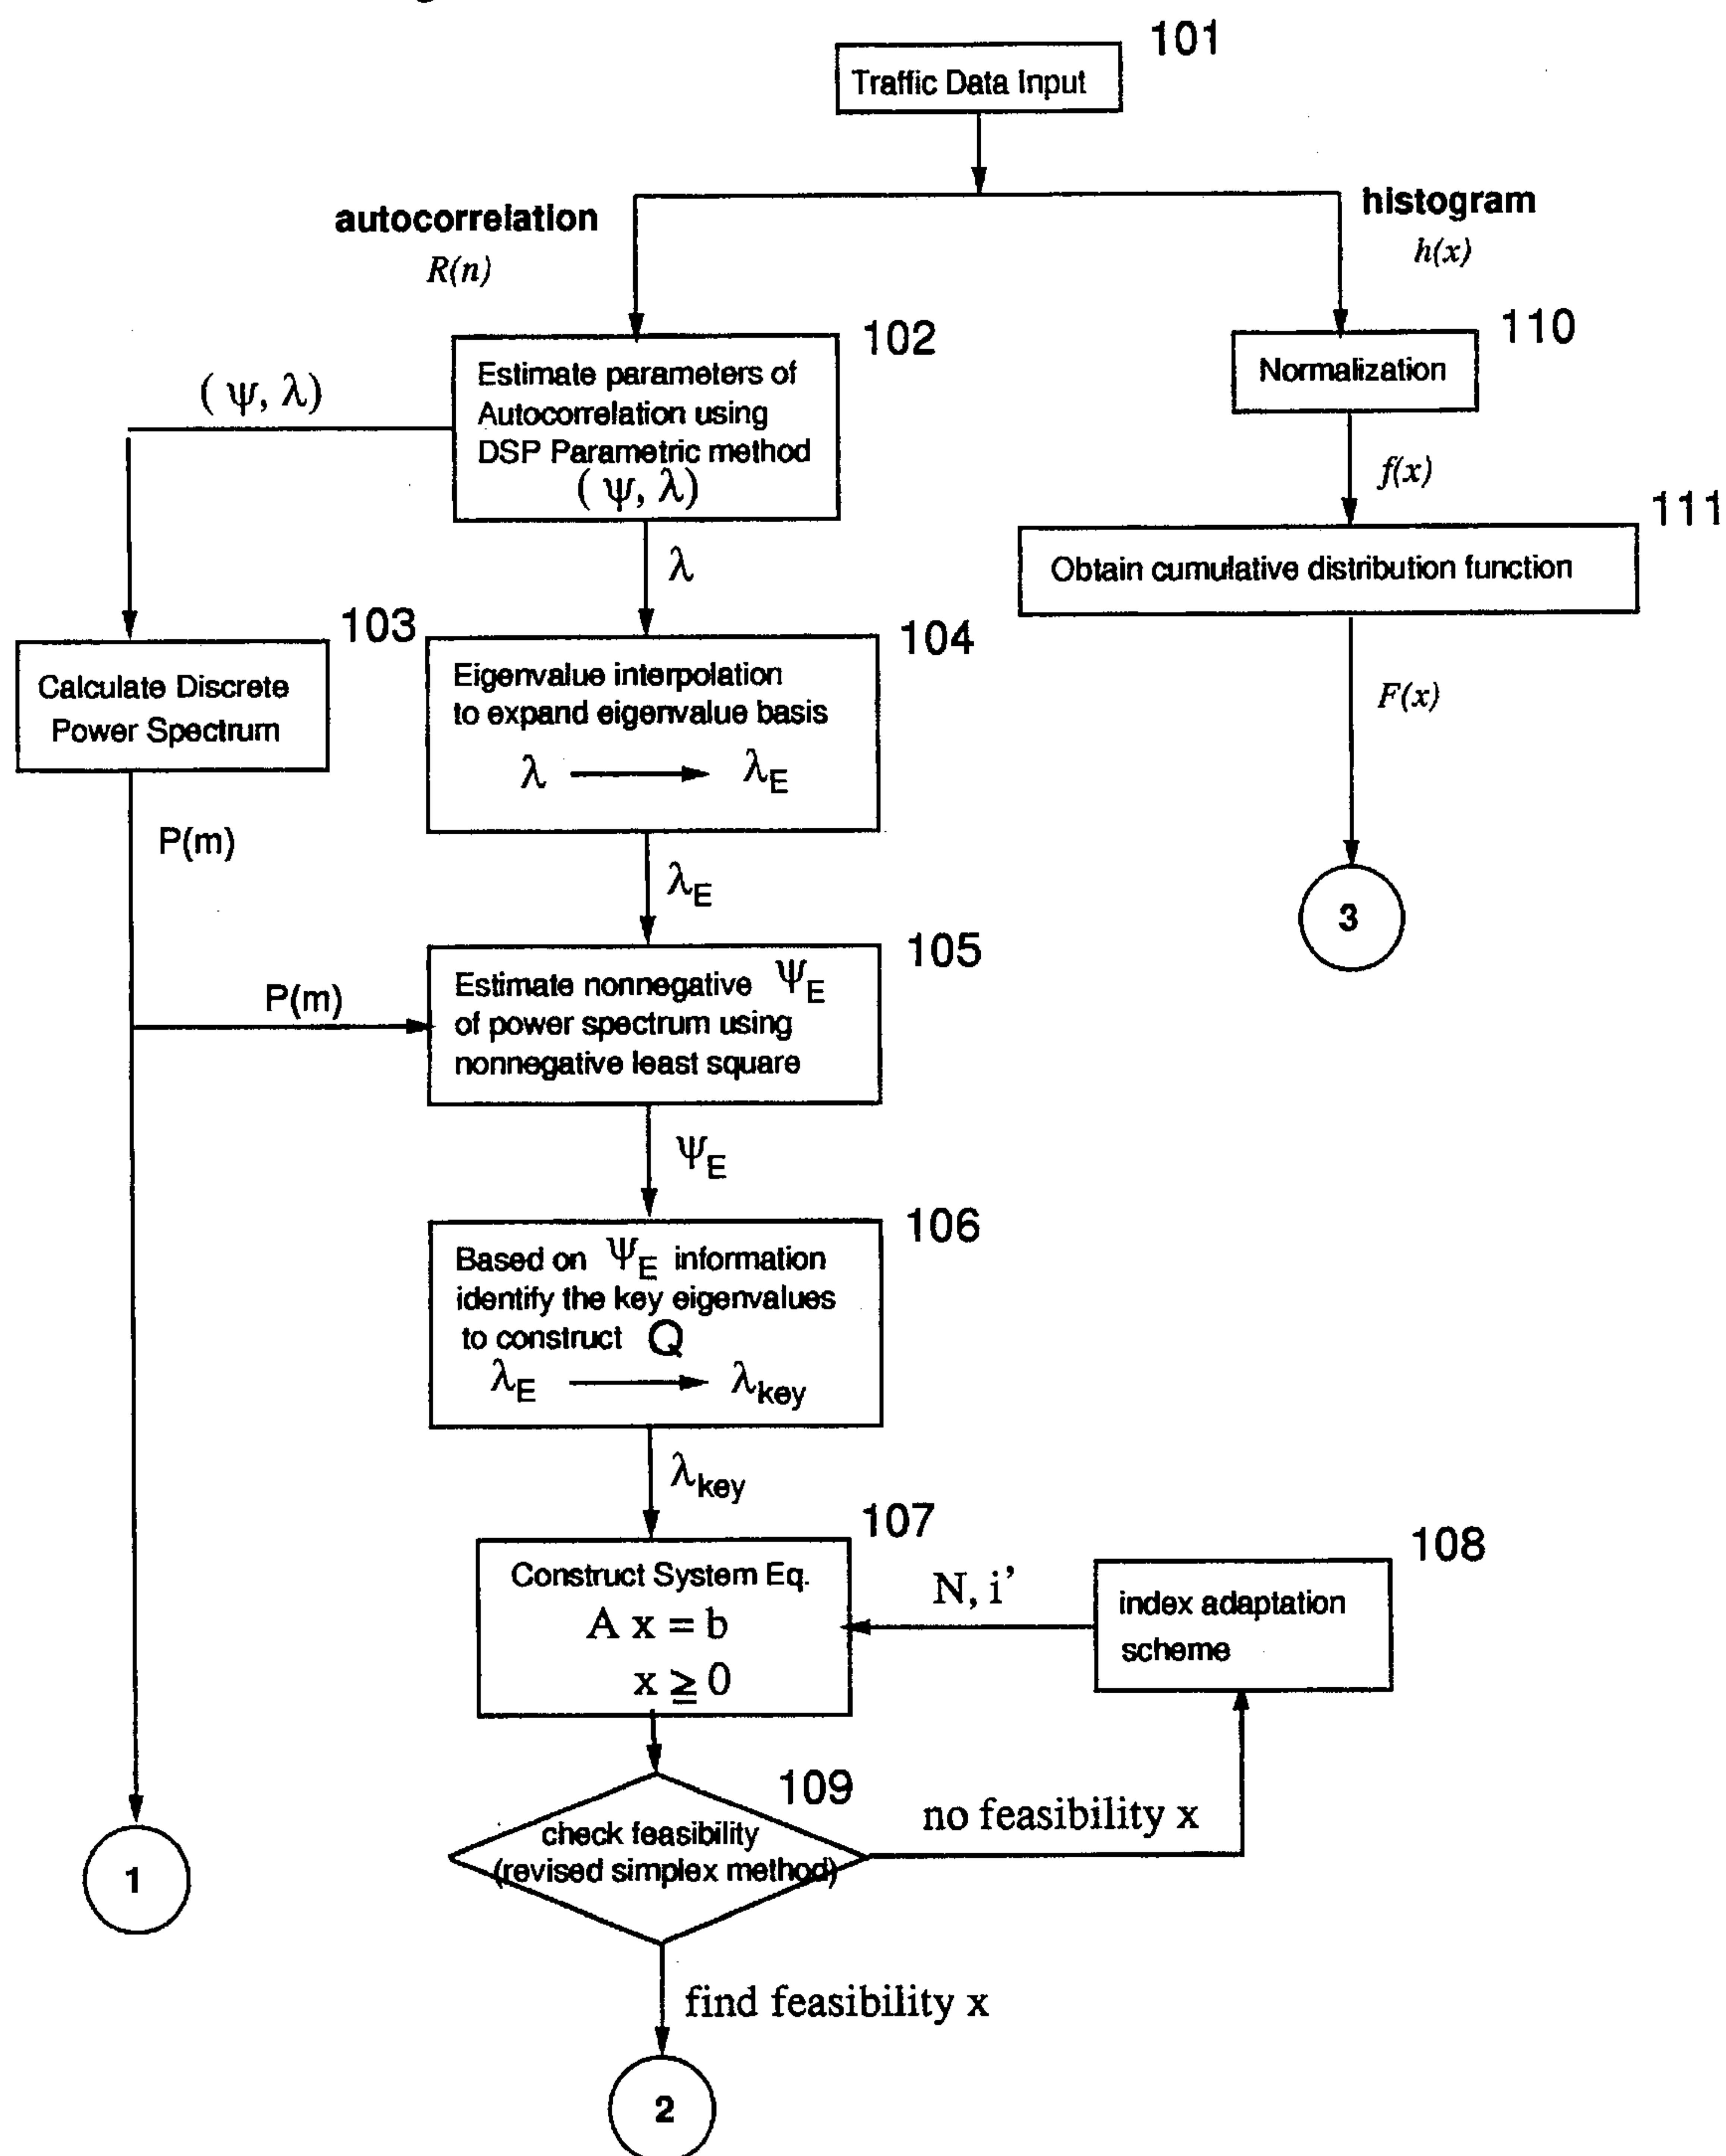 101
Traffic Data Input
autocorrelation
R(n)
histogram
h(x)
102
Estimate parameters of
Autocorrelation using
DSP Parametric method
( ψ, λ)
( ψ, λ)
110
Normalization
f(x)
111
Obtain cumulative distribution function
F(x)
3
λ
103
Calculate Discrete
Power Spectrum
P(m)
104
Eigenvalue interpolation
to expand eigenvalue basis
λ λE
λE
105
Estimate nonnegative ΨE
of power spectrum using
nonnegative least square
P(m)
ΨE
106
Based on ΨE information
identify the key eigenvalues
to construct Q
λE λkey
λkey
107
Construct System Eq.
A x = b
x ≥ 0
N, i’
108
index adaptation
scheme
109
check feasibility
(revised simplex method)
no feasibility x
1
find feasibility x
2